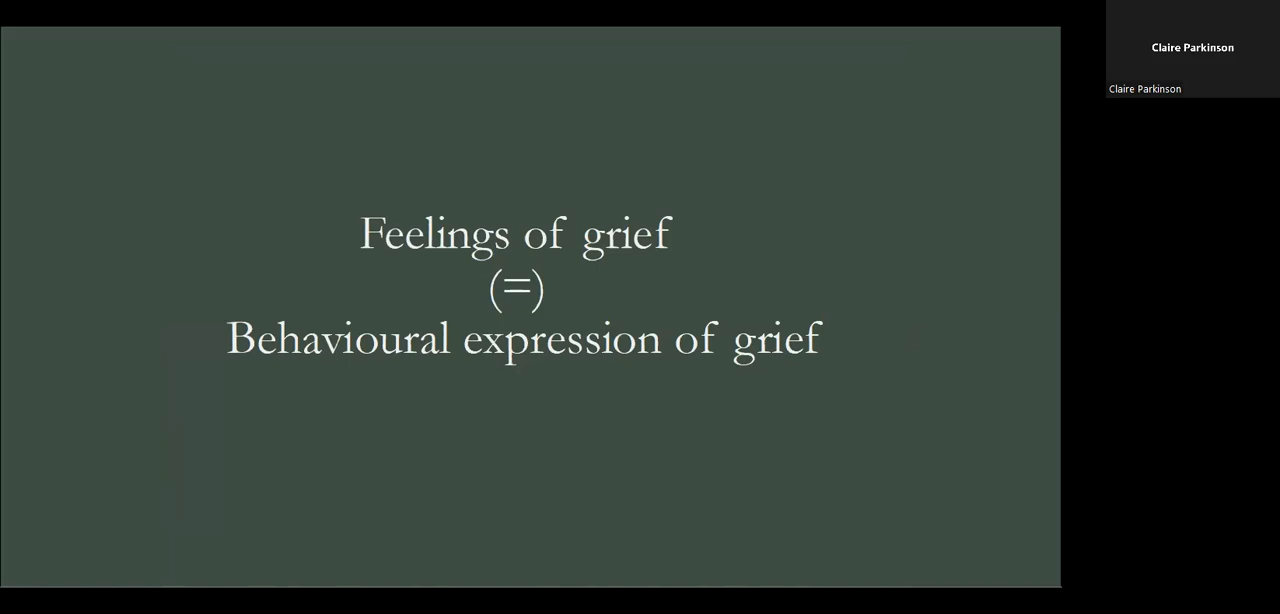 Claire Parkinson
Claire Parkinson
Feelings of grief
(=)
Behavioural expression of grief